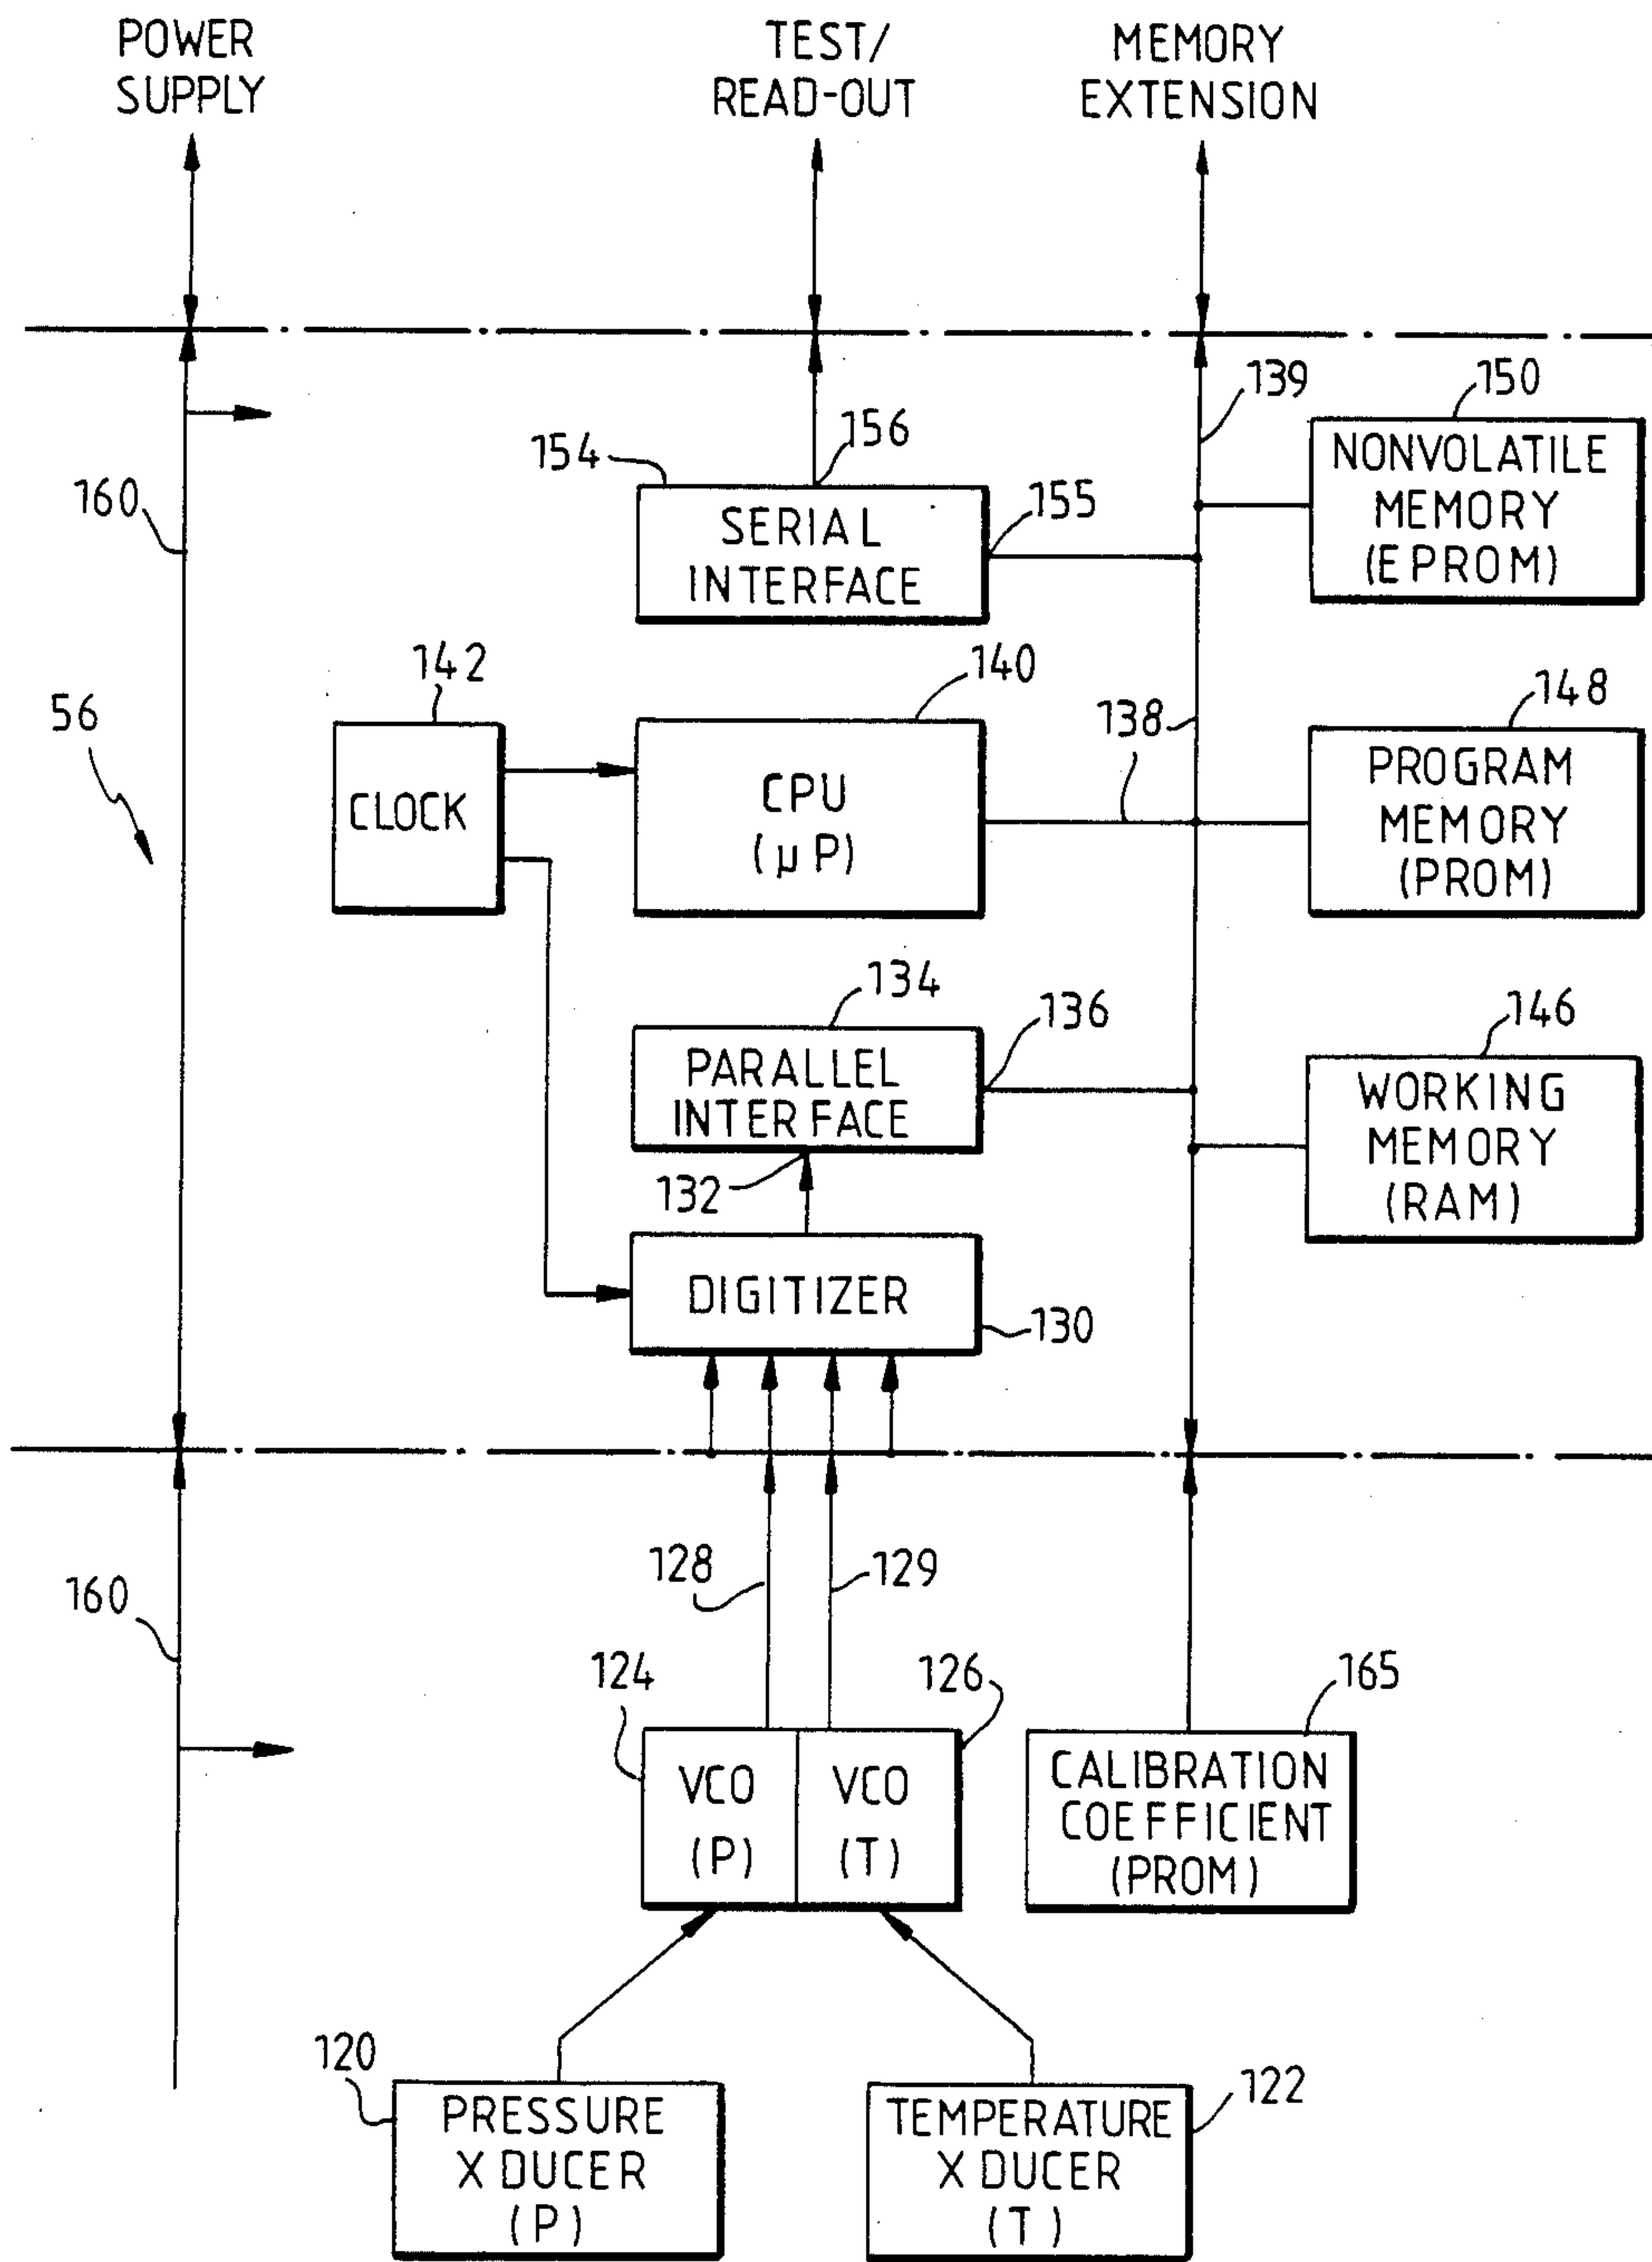 POWER
SUPPLY
TEST/
READ-OUT
MEMORY
EXTENSION
139
150
NONVOLATILE
MEMORY
(EPROM)
160
154
156
SERIAL
INTERFACE
155
56
142
CLOCK
140
CPU
(μP)
138
148
PROGRAM
MEMORY
(PROM)
134
PARALLEL
INTERFACE
136
132
146
WORKING
MEMORY
(RAM)
DIGITIZER
130
160
128
129
124
VCO
(P)
VCO
(T)
126
165
CALIBRATION
COEFFICIENT
(PROM)
120
PRESSURE
X DUCER
(P)
TEMPERATURE
X DUCER
(T)
122